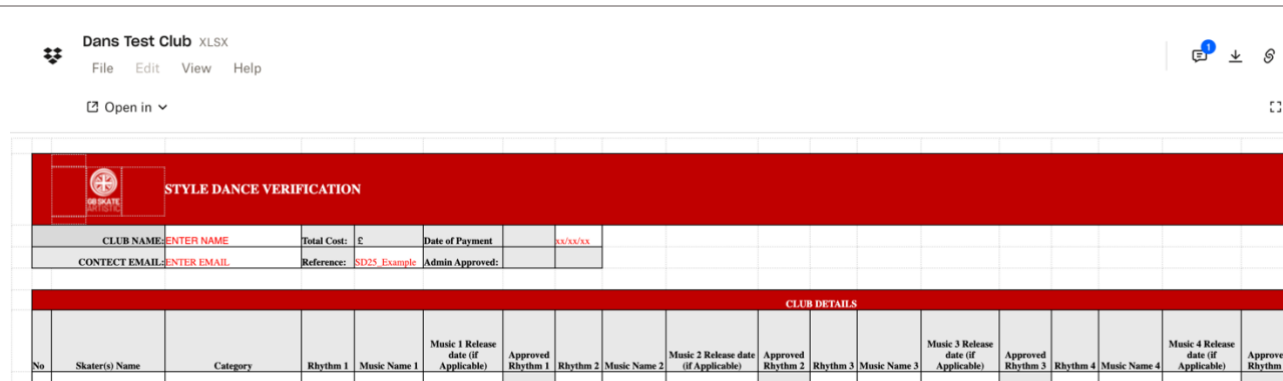 Dans Test Club XLSX
File Edit View Help
1
Open in
GB SKATE
ARTISTIC
STYLE DANCE VERIFICATION
CLUB NAME: ENTER NAME Total Cost: £ Date of Payment xx/xx/xx
CONTECT EMAIL: ENTER EMAIL Reference: SD25_Example Admin Approved:
CLUB DETAILS
No Skater(s) Name Category Rhythm 1 Music Name 1 Music 1 Release date (if Applicable) Approved Rhythm 1 Rhythm 2 Music Name 2 Music 2 Release date (if Applicable) Approved Rhythm 2 Rhythm 3 Music Name 3 Music 3 Release date (if Applicable) Approved Rhythm 3 Rhythm 4 Music Name 4 Music 4 Release date (if Applicable) Approve Rhythm